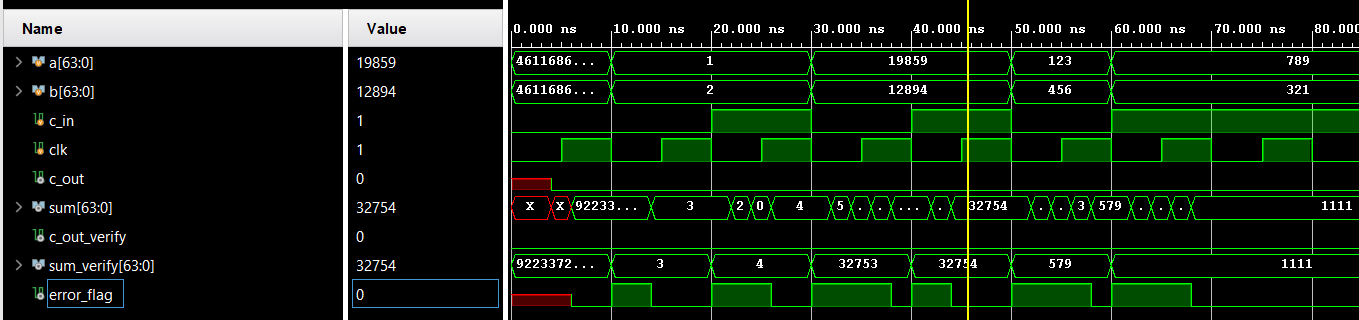 Name Value 0.000 ns 10.000 ns 20.000 ns 30.000 ns 40.000 ns 50.000 ns 60.000 ns 70.000 ns 80.000
a[63:0] 19859 4611686... 1 19859 123 789
b[63:0] 12894 4611686... 2 12894 456 321
c_in 1
clk 1
c_out 0
sum[63:0] 32754 X X 92233... 3 2 0 4 5 . . ... . 32754 . . 3 579 . . . 1111
c_out_verify 0
sum_verify[63:0] 32754 9223372... 3 4 32753 32754 579 1111
error_flag 0